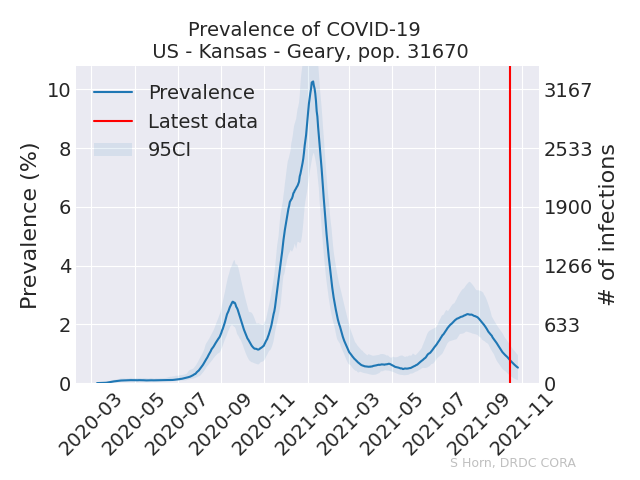 Prevalence of COVID-19
US - Kansas - Geary, pop. 31670
Prevalence (%)
10
8
6
4
2
0
Prevalence
Latest data
95CI
3167
2533
1900
1266
633
0
# of infections
2020-03
2020-05
2020-07
2020-09
2020-11
2021-01
2021-03
2021-05
2021-07
2021-09
2021-11
S Horn, DRDC CORA